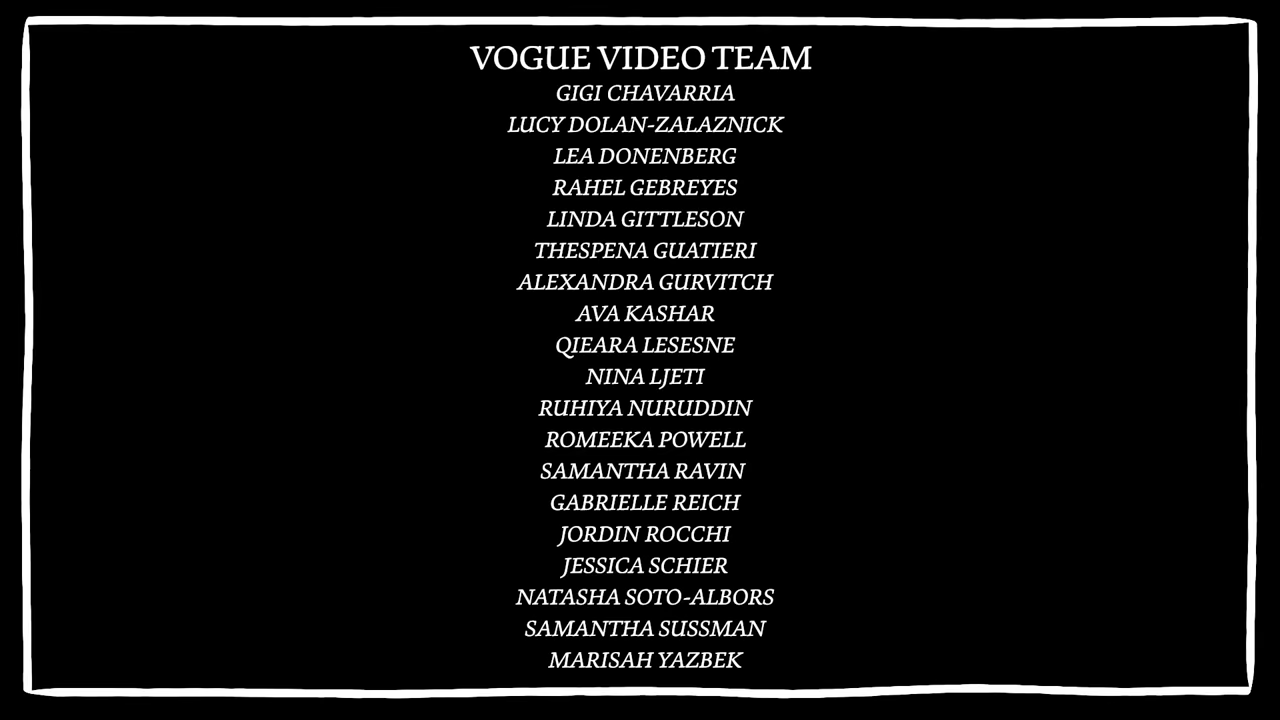 VOGUE VIDEO TEAM
GIGI CHAVARRIA
LUCY DOLAN-ZALAZNICK
LEA DONENBERG
RAHEL GEBREYES
LINDA GITTLESON
THESPENA GUATIERI
ALEXANDRA GURVITCH
AVA KASHAR
QIEARA LESESNE
NINA LJETI
RUHIYA NURUDDIN
ROMEEKA POWELL
SAMANTHA RAVIN
GABRIELLE REICH
JORDIN ROCCHI
JESSICA SCHIER
NATASHA SOTO-ALBORS
SAMANTHA SUSSMAN
MARISAH YAZBEK